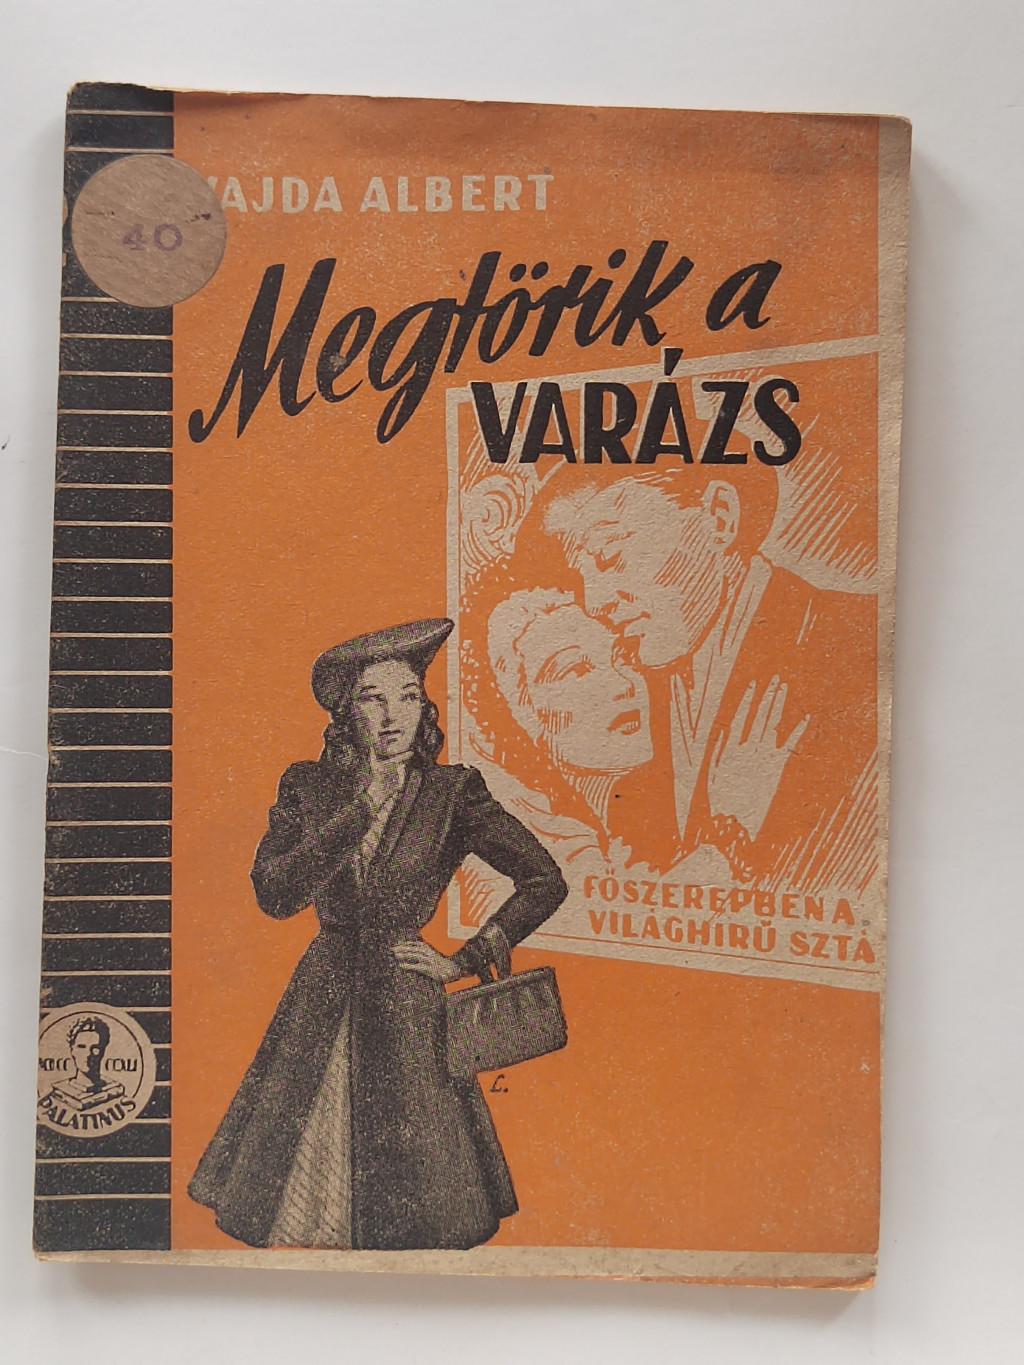 VAJDA ALBERT
40
Megtörik a
VARÁZS
FŐSZEREPBEN A
VILÁGHIRŰ SZTÁ
PALATINUS
L.